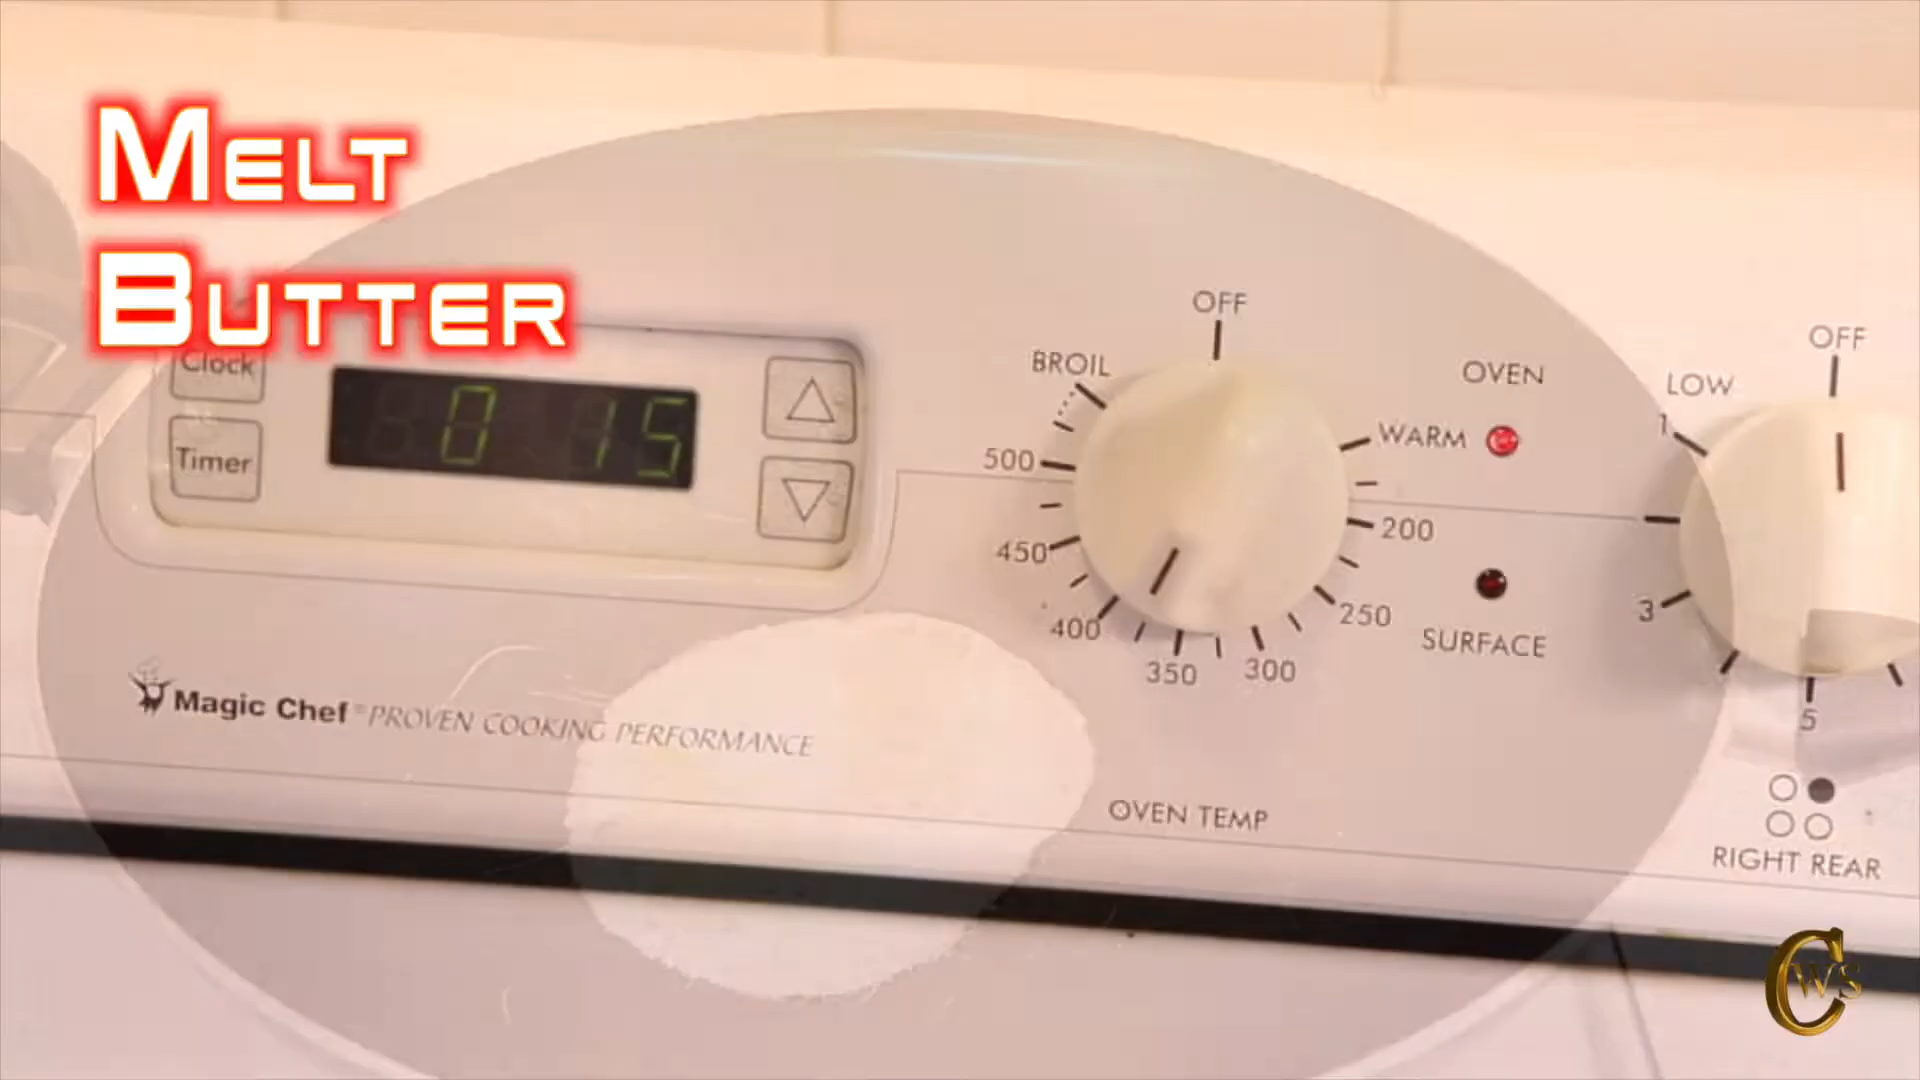 MELT
BUTTER
Clock
Timer
0 15
OFF
BROIL
500
450
400
350
300
250
200
WARM
OVEN
SURFACE
OVEN TEMP
Magic Chef® PROVEN COOKING PERFORMANCE
OFF
LOW
1
3
5
RIGHT REAR
CWS